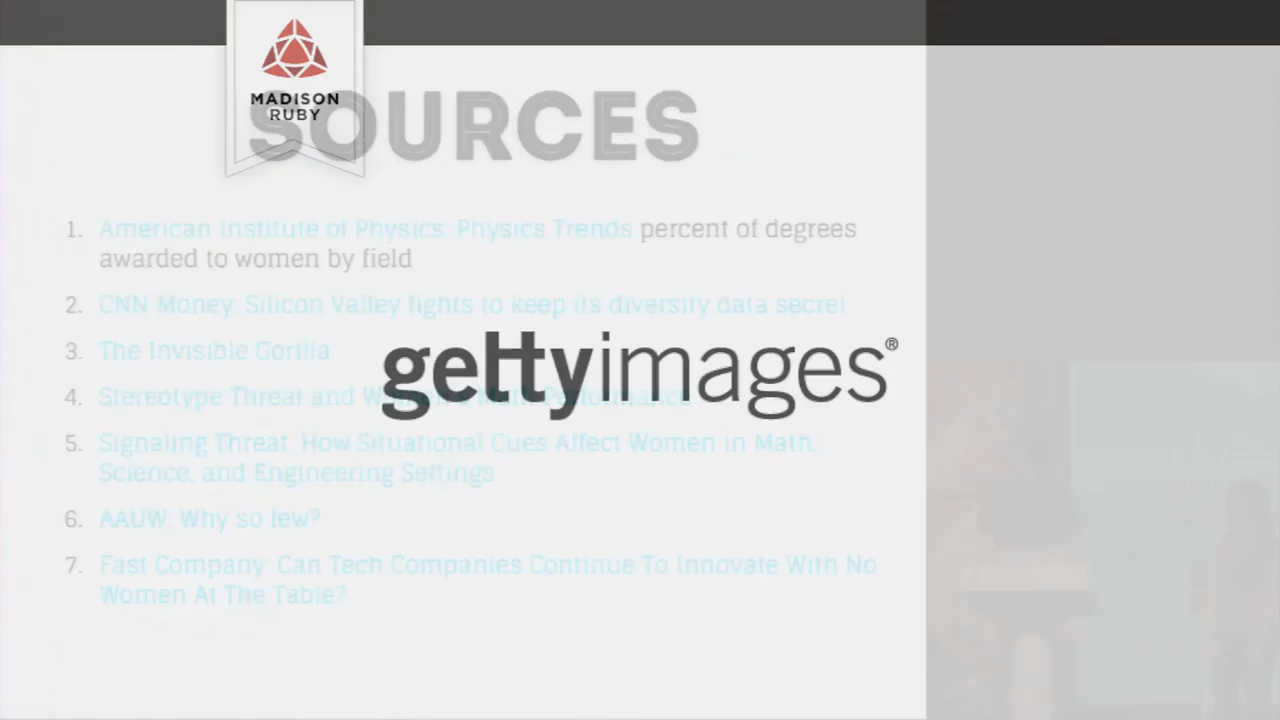 MADISON
RUBY
SOURCES
1. American Institute of Physics: Physics Trends percent of degrees
awarded to women by field
2. CNN Money: Silicon Valley fights to keep its diversity data secret
3. The Invisible Gorilla
gettyimages®
4. Stereotype Threat and Women's Math Performance
5. Signaling Threat: How Situational Cues Affect Women in Math,
Science, and Engineering Settings
6. AAUW: Why so few?
7. Fast Company: Can Tech Companies Continue To Innovate With No
Women At The Table?